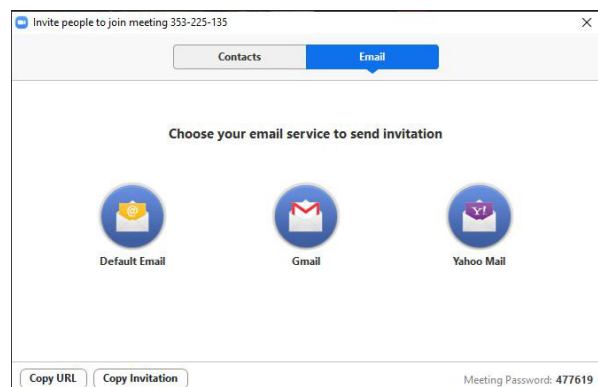 Invite people to join meeting 353-225-135
Contacts
Email
Choose your email service to send invitation
@
Y!
Default Email
Gmail
Yahoo Mail
Copy URL
Copy Invitation
Meeting Password: 477619